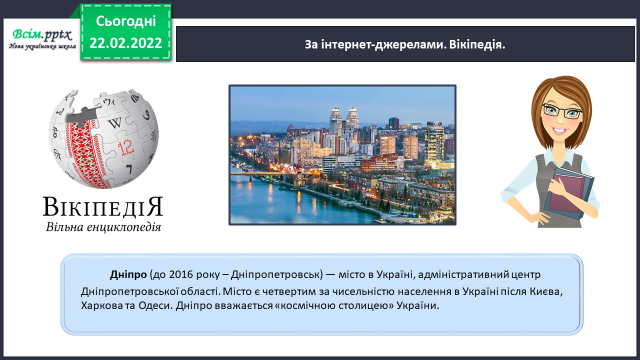 Всім.pptx
Нова українська школа
Сьогодні
22.02.2022
За інтернет-джерелами. Вікіпедія.
W
12
ВІКІПЕДІЯ
Вільна енциклопедія
Дніпро (до 2016 року – Дніпропетровськ) — місто в Україні, адміністративний центр
Дніпропетровської області. Місто є четвертим за чисельністю населення в Україні після Києва,
Харкова та Одеси. Дніпро вважається «космічною столицею» України.